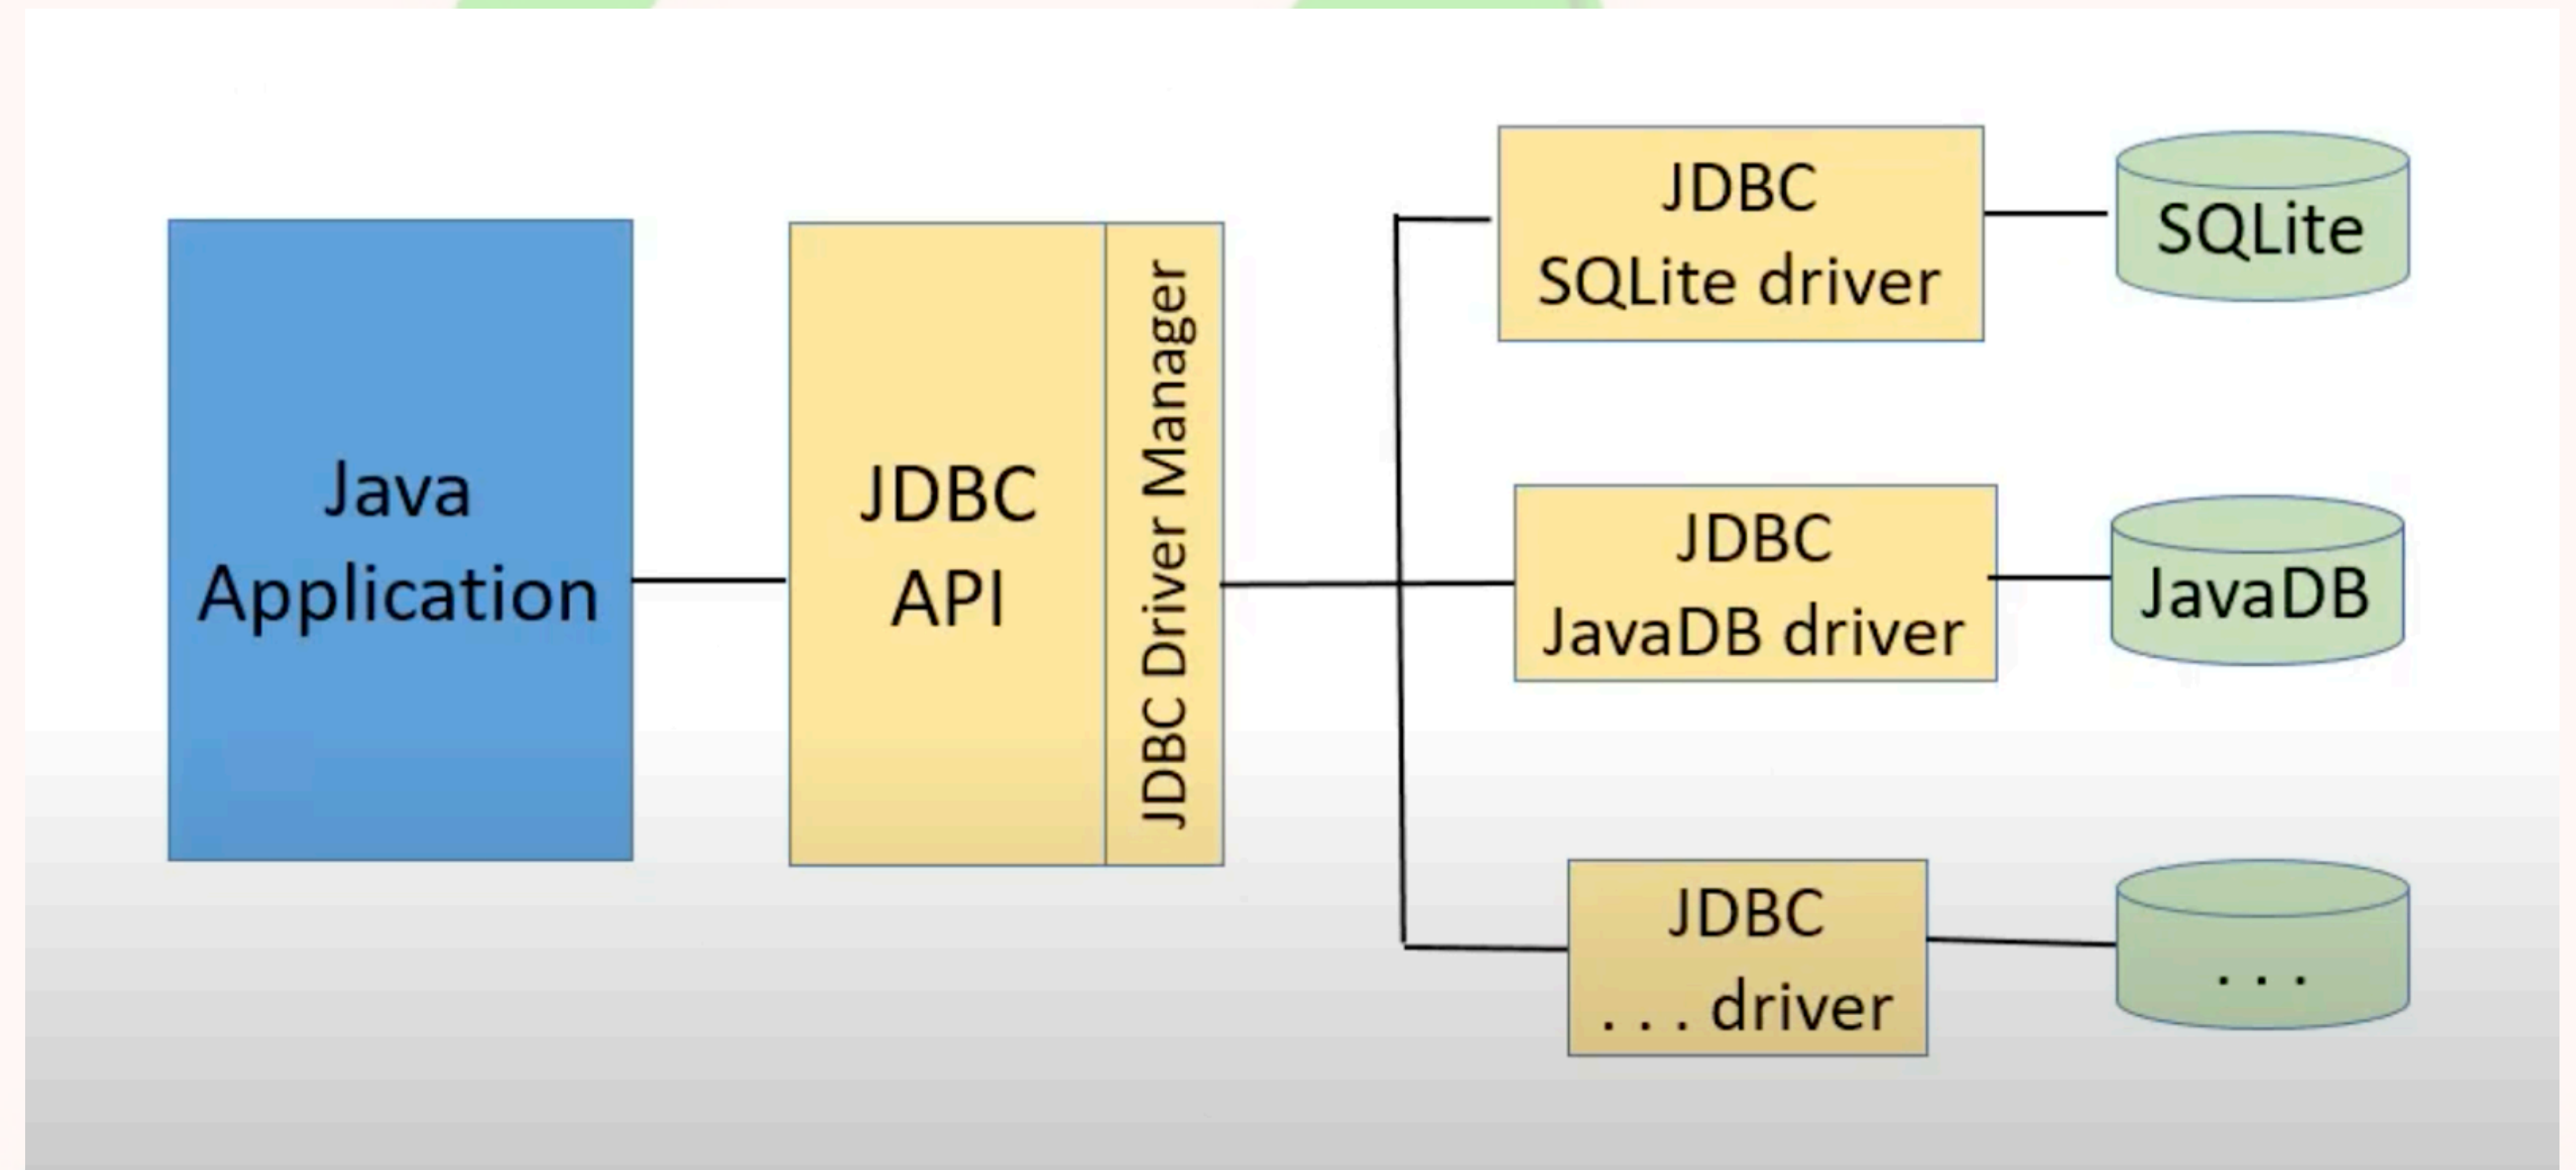 Java
Application
JDBC
API
JDBC Driver Manager
JDBC
SQLite driver
SQLite
JDBC
JavaDB driver
JavaDB
JDBC
. . . driver
. . .